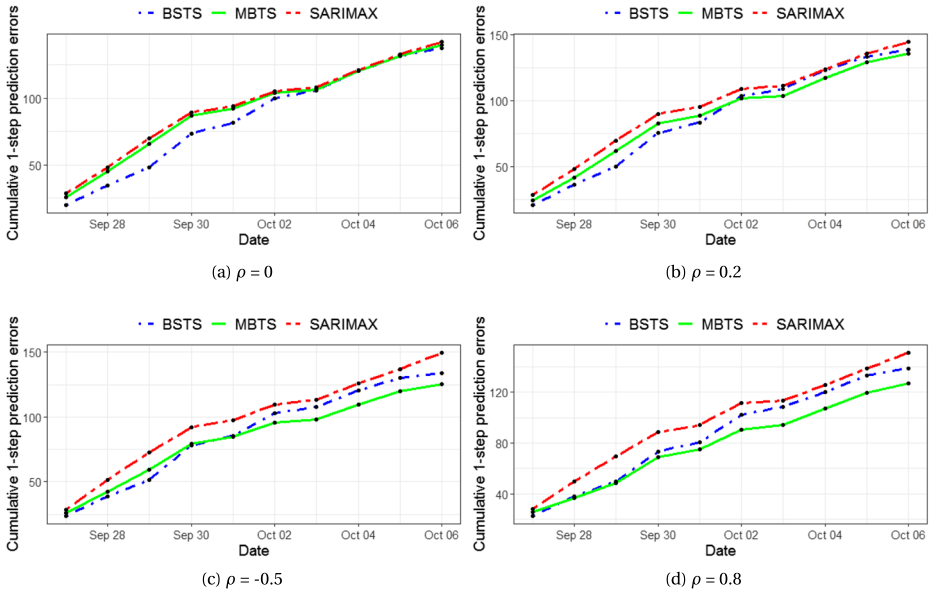 BSTS MBTS SARIMAX
Cumulative 1-step prediction errors
100
50
Sep 28 Sep 30 Oct 02 Oct 04 Oct 06
Date
(a) ρ = 0
BSTS MBTS SARIMAX
Cumulative 1-step prediction errors
150
100
50
Sep 28 Sep 30 Oct 02 Oct 04 Oct 06
Date
(b) ρ = 0.2
BSTS MBTS SARIMAX
Cumulative 1-step prediction errors
150
100
50
Sep 28 Sep 30 Oct 02 Oct 04 Oct 06
Date
(c) ρ = -0.5
BSTS MBTS SARIMAX
Cumulative 1-step prediction errors
120
80
40
Sep 28 Sep 30 Oct 02 Oct 04 Oct 06
Date
(d) ρ = 0.8